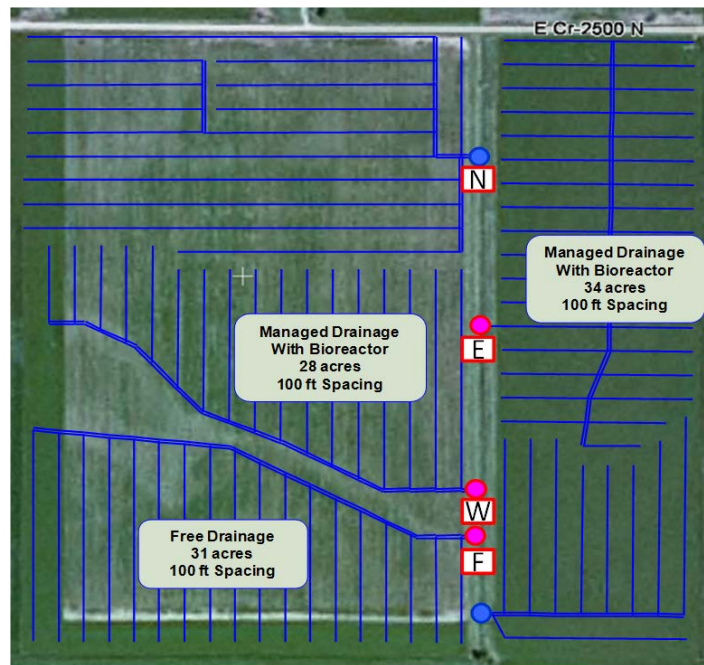 E Cr-2500 N
N
Managed Drainage
With Bioreactor
34 acres
100 ft Spacing
Managed Drainage
With Bioreactor
28 acres
100 ft Spacing
E
W
Free Drainage
31 acres
100 ft Spacing
F